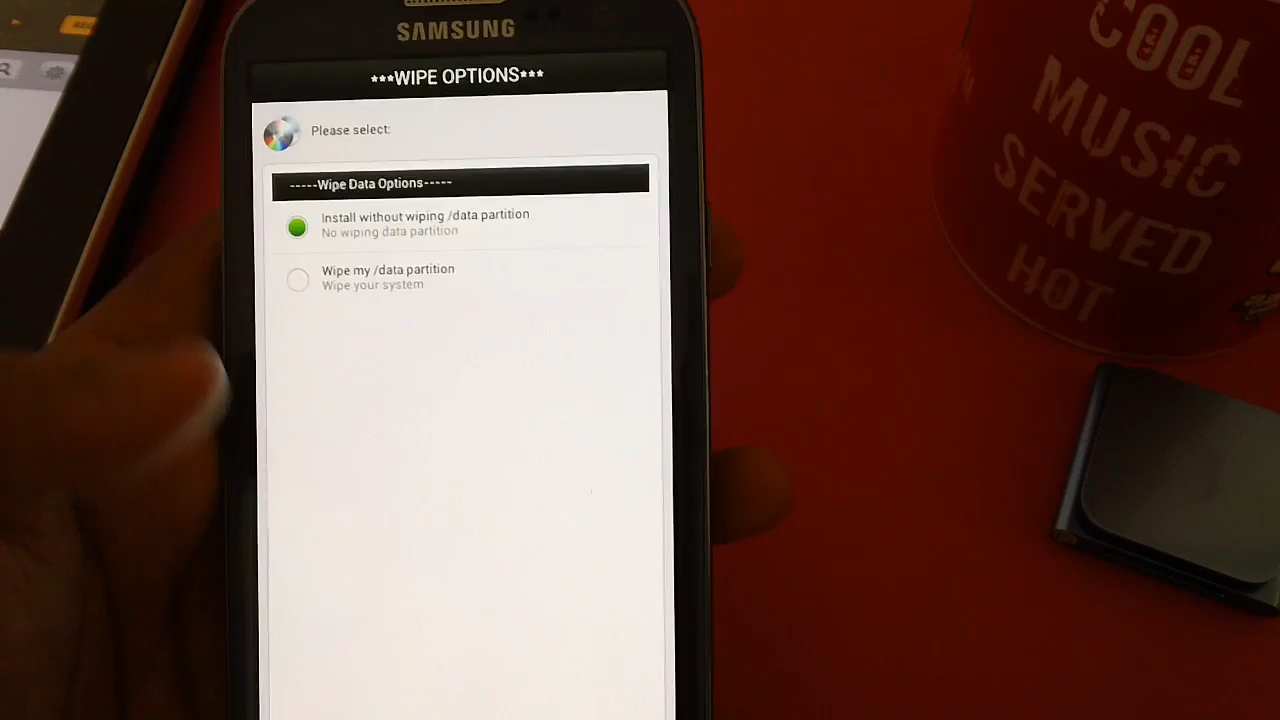 SAMSUNG
***WIPE OPTIONS***
Please select:
-----Wipe Data Options-----
Install without wiping /data partition
No wiping data partition
Wipe my /data partition
Wipe your system
COOL
MUSIC
SERVED
HOT